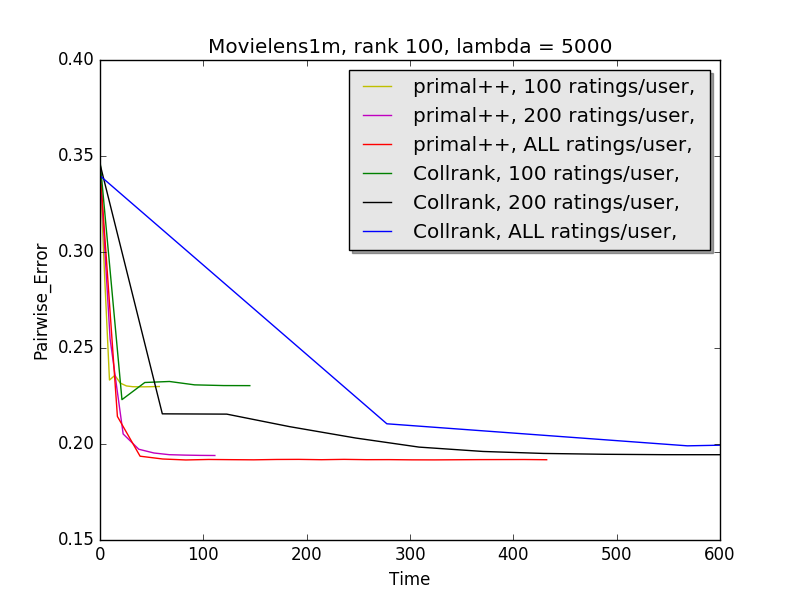 Movielens1m, rank 100, lambda = 5000
0.40
0.35
0.30
0.25
0.20
0.15
Pairwise_Error
primal++, 100 ratings/user,
primal++, 200 ratings/user,
primal++, ALL ratings/user,
Collrank, 100 ratings/user,
Collrank, 200 ratings/user,
Collrank, ALL ratings/user,
0 100 200 300 400 500 600
Time